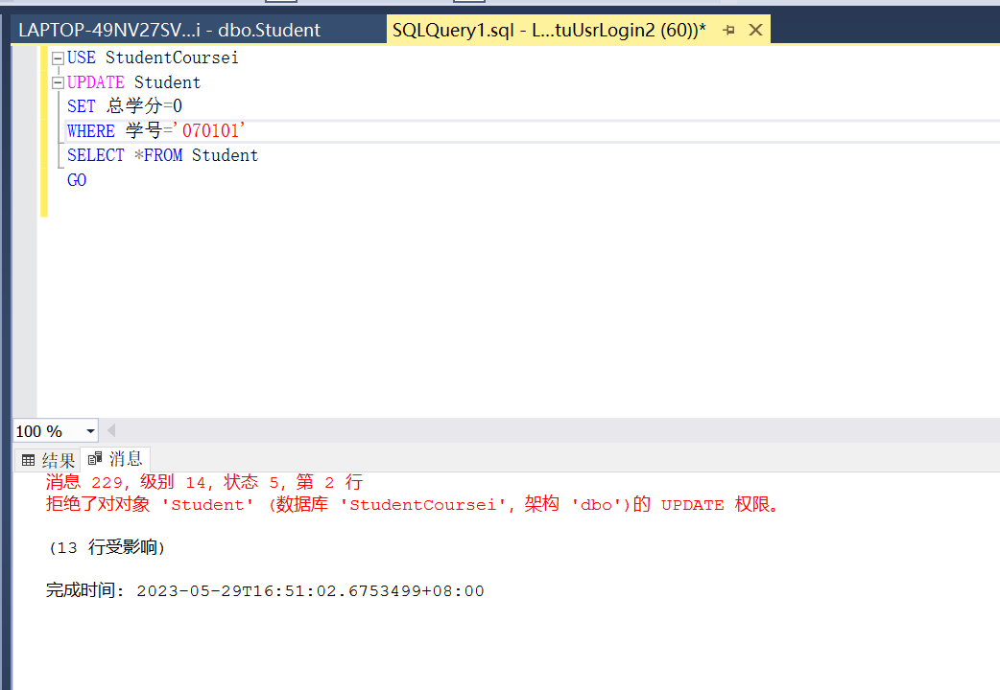 LAPTOP-49NV27SV...i - dbo.Student
SQLQuery1.sql - L...tuUsrLogin2 (60))*
USE StudentCoursei
UPDATE Student
SET 总学分=0
WHERE 学号='070101'
SELECT *FROM Student
GO
100 %
结果 消息
消息 229, 级别 14, 状态 5, 第 2 行
拒绝了对对象 'Student' (数据库 'StudentCoursei', 架构 'dbo')的 UPDATE 权限。
(13 行受影响)
完成时间: 2023-05-29T16:51:02.6753499+08:00